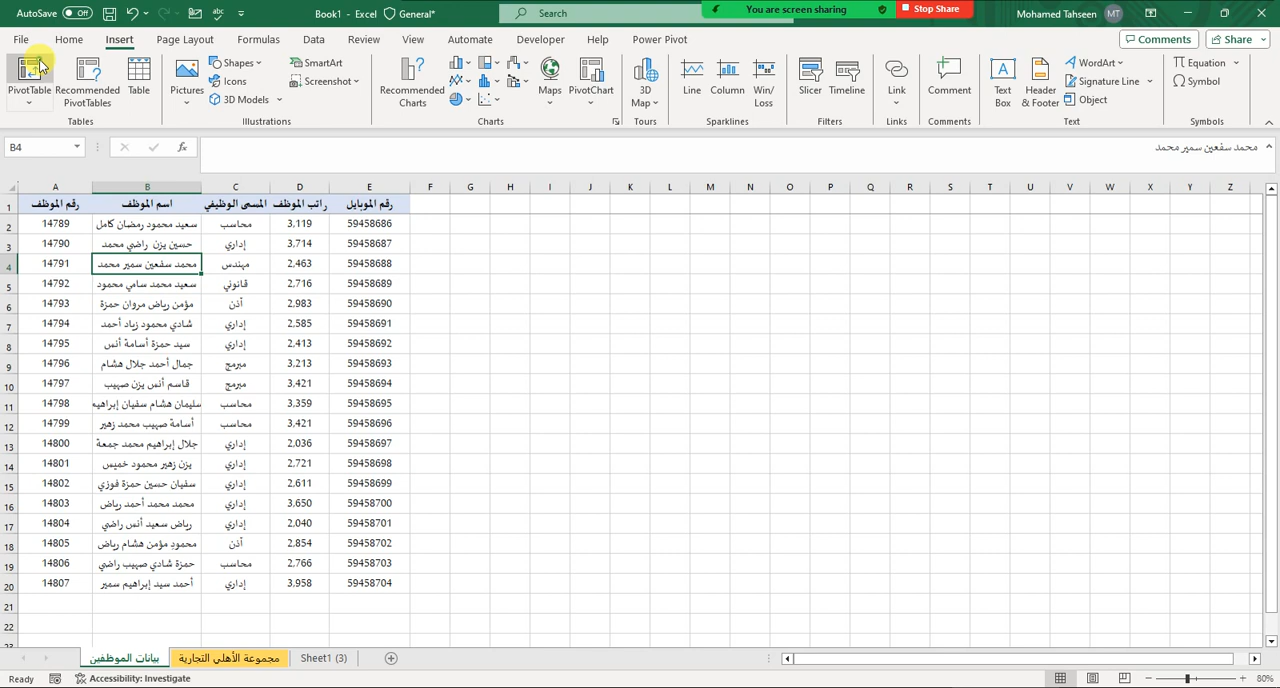 AutoSave Off Book1 - Excel General* Search You are screen sharing Stop Share Mohamed Tahseen MT
File Home Insert Page Layout Formulas Data Review View Automate Developer Help Power Pivot Comments Share
PivotTable Recommended PivotTables Table Pictures Shapes Icons 3D Models SmartArt Screenshot Recommended Charts Maps PivotChart 3D Map Line Column Win/Loss Slicer Timeline Link Comment Text Box Header & Footer WordArt Signature Line Object Equation Symbol
Tables Illustrations Charts Tours Sparklines Filters Links Comments Text Symbols
B4 fx محمد سفعين سمير محمد
A B C D E F G H I J K L M N O P Q R S T U V W X Y Z
1 رقم الموظف اسم الموظف المسمى الوظيفي راتب الموظف رقم الموبايل
2 14789 سعيد محمود رمضان كامل محاسب 3,119 59458686
3 14790 حسين يزن راضي محمد إداري 3,714 59458687
4 14791 محمد سفعين سمير محمد مهندس 2,463 59458688
5 14792 سعيد محمد سامي محمود قانوني 2,716 59458689
6 14793 مؤمن رياض مروان حمزة أذن 2,983 59458690
7 14794 شادي محمود زياد أحمد إداري 2,585 59458691
8 14795 سيد حمزة أسامة أنس إداري 2,413 59458692
9 14796 جمال أحمد جلال هشام مبرمج 3,213 59458693
10 14797 قاسم أنس يزن صهيب مبرمج 3,421 59458694
11 14798 سليمان هشام سفيان إبراهيم محاسب 3,359 59458695
12 14799 أسامة صهيب محمد زهير محاسب 3,421 59458696
13 14800 جلال إبراهيم محمد جمعة إداري 2,036 59458697
14 14801 يزن زهير محمود خميس إداري 2,721 59458698
15 14802 سفيان حسين حمزة فوزي إداري 2,611 59458699
16 14803 محمد محمد أحمد رياض إداري 3,650 59458700
17 14804 رياض سعيد أنس راضي إداري 2,040 59458701
18 14805 محمود مؤمن هشام رياض أذن 2,854 59458702
19 14806 حمزة شادي صهيب راضي محاسب 2,766 59458703
20 14807 أحمد سيد إبراهيم سمير إداري 3,958 59458704
21
22
23
بيانات الموظفين مجموعة الأهلي التجارية Sheet1 (3)
Ready Accessibility: Investigate 80%